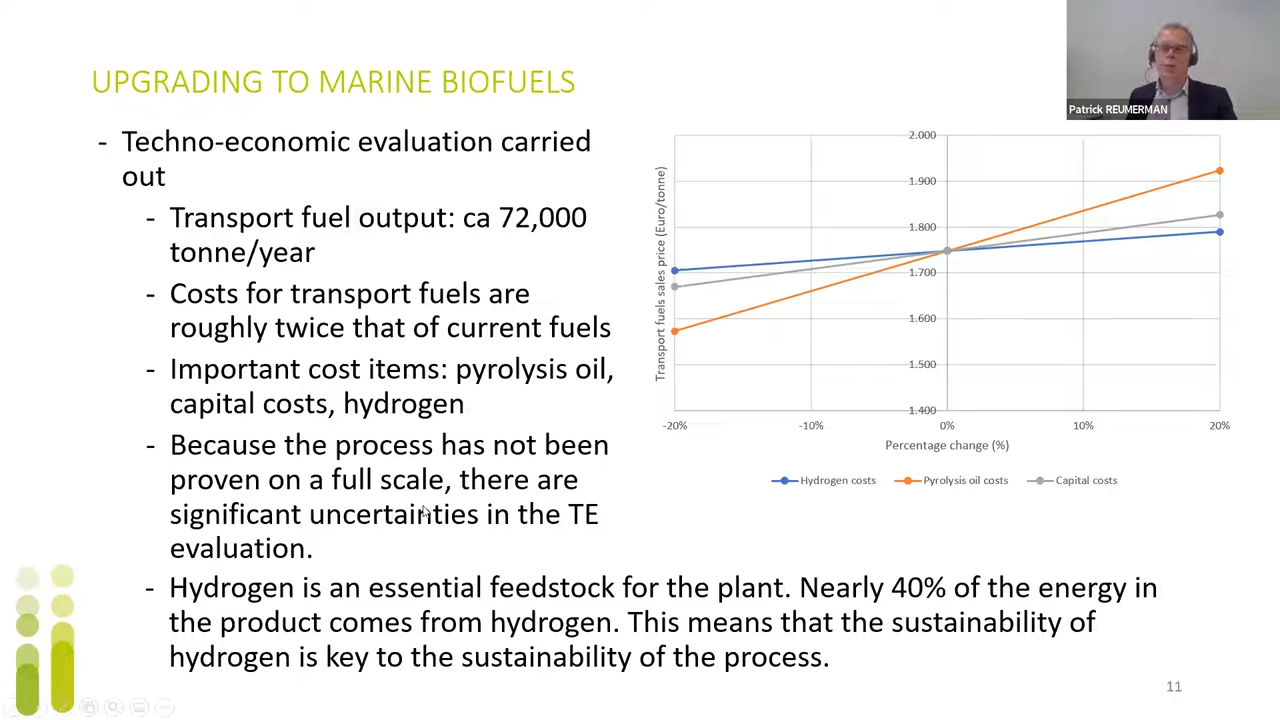 Patrick REUMERMAN
UPGRADING TO MARINE BIOFUELS
- Techno-economic evaluation carried
out
- Transport fuel output: ca 72,000
tonne/year
- Costs for transport fuels are
roughly twice that of current fuels
- Important cost items: pyrolysis oil,
capital costs, hydrogen
- Because the process has not been
proven on a full scale, there are
significant uncertainties in the TE
evaluation.
- Hydrogen is an essential feedstock for the plant. Nearly 40% of the energy in
the product comes from hydrogen. This means that the sustainability of
hydrogen is key to the sustainability of the process.
Transport fuels sales price (Euro/tonne)
2.000
1.900
1.800
1.700
1.600
1.500
1.400
-20% -10% 0% 10% 20%
Percentage change (%)
Hydrogen costs Pyrolysis oil costs Capital costs
11